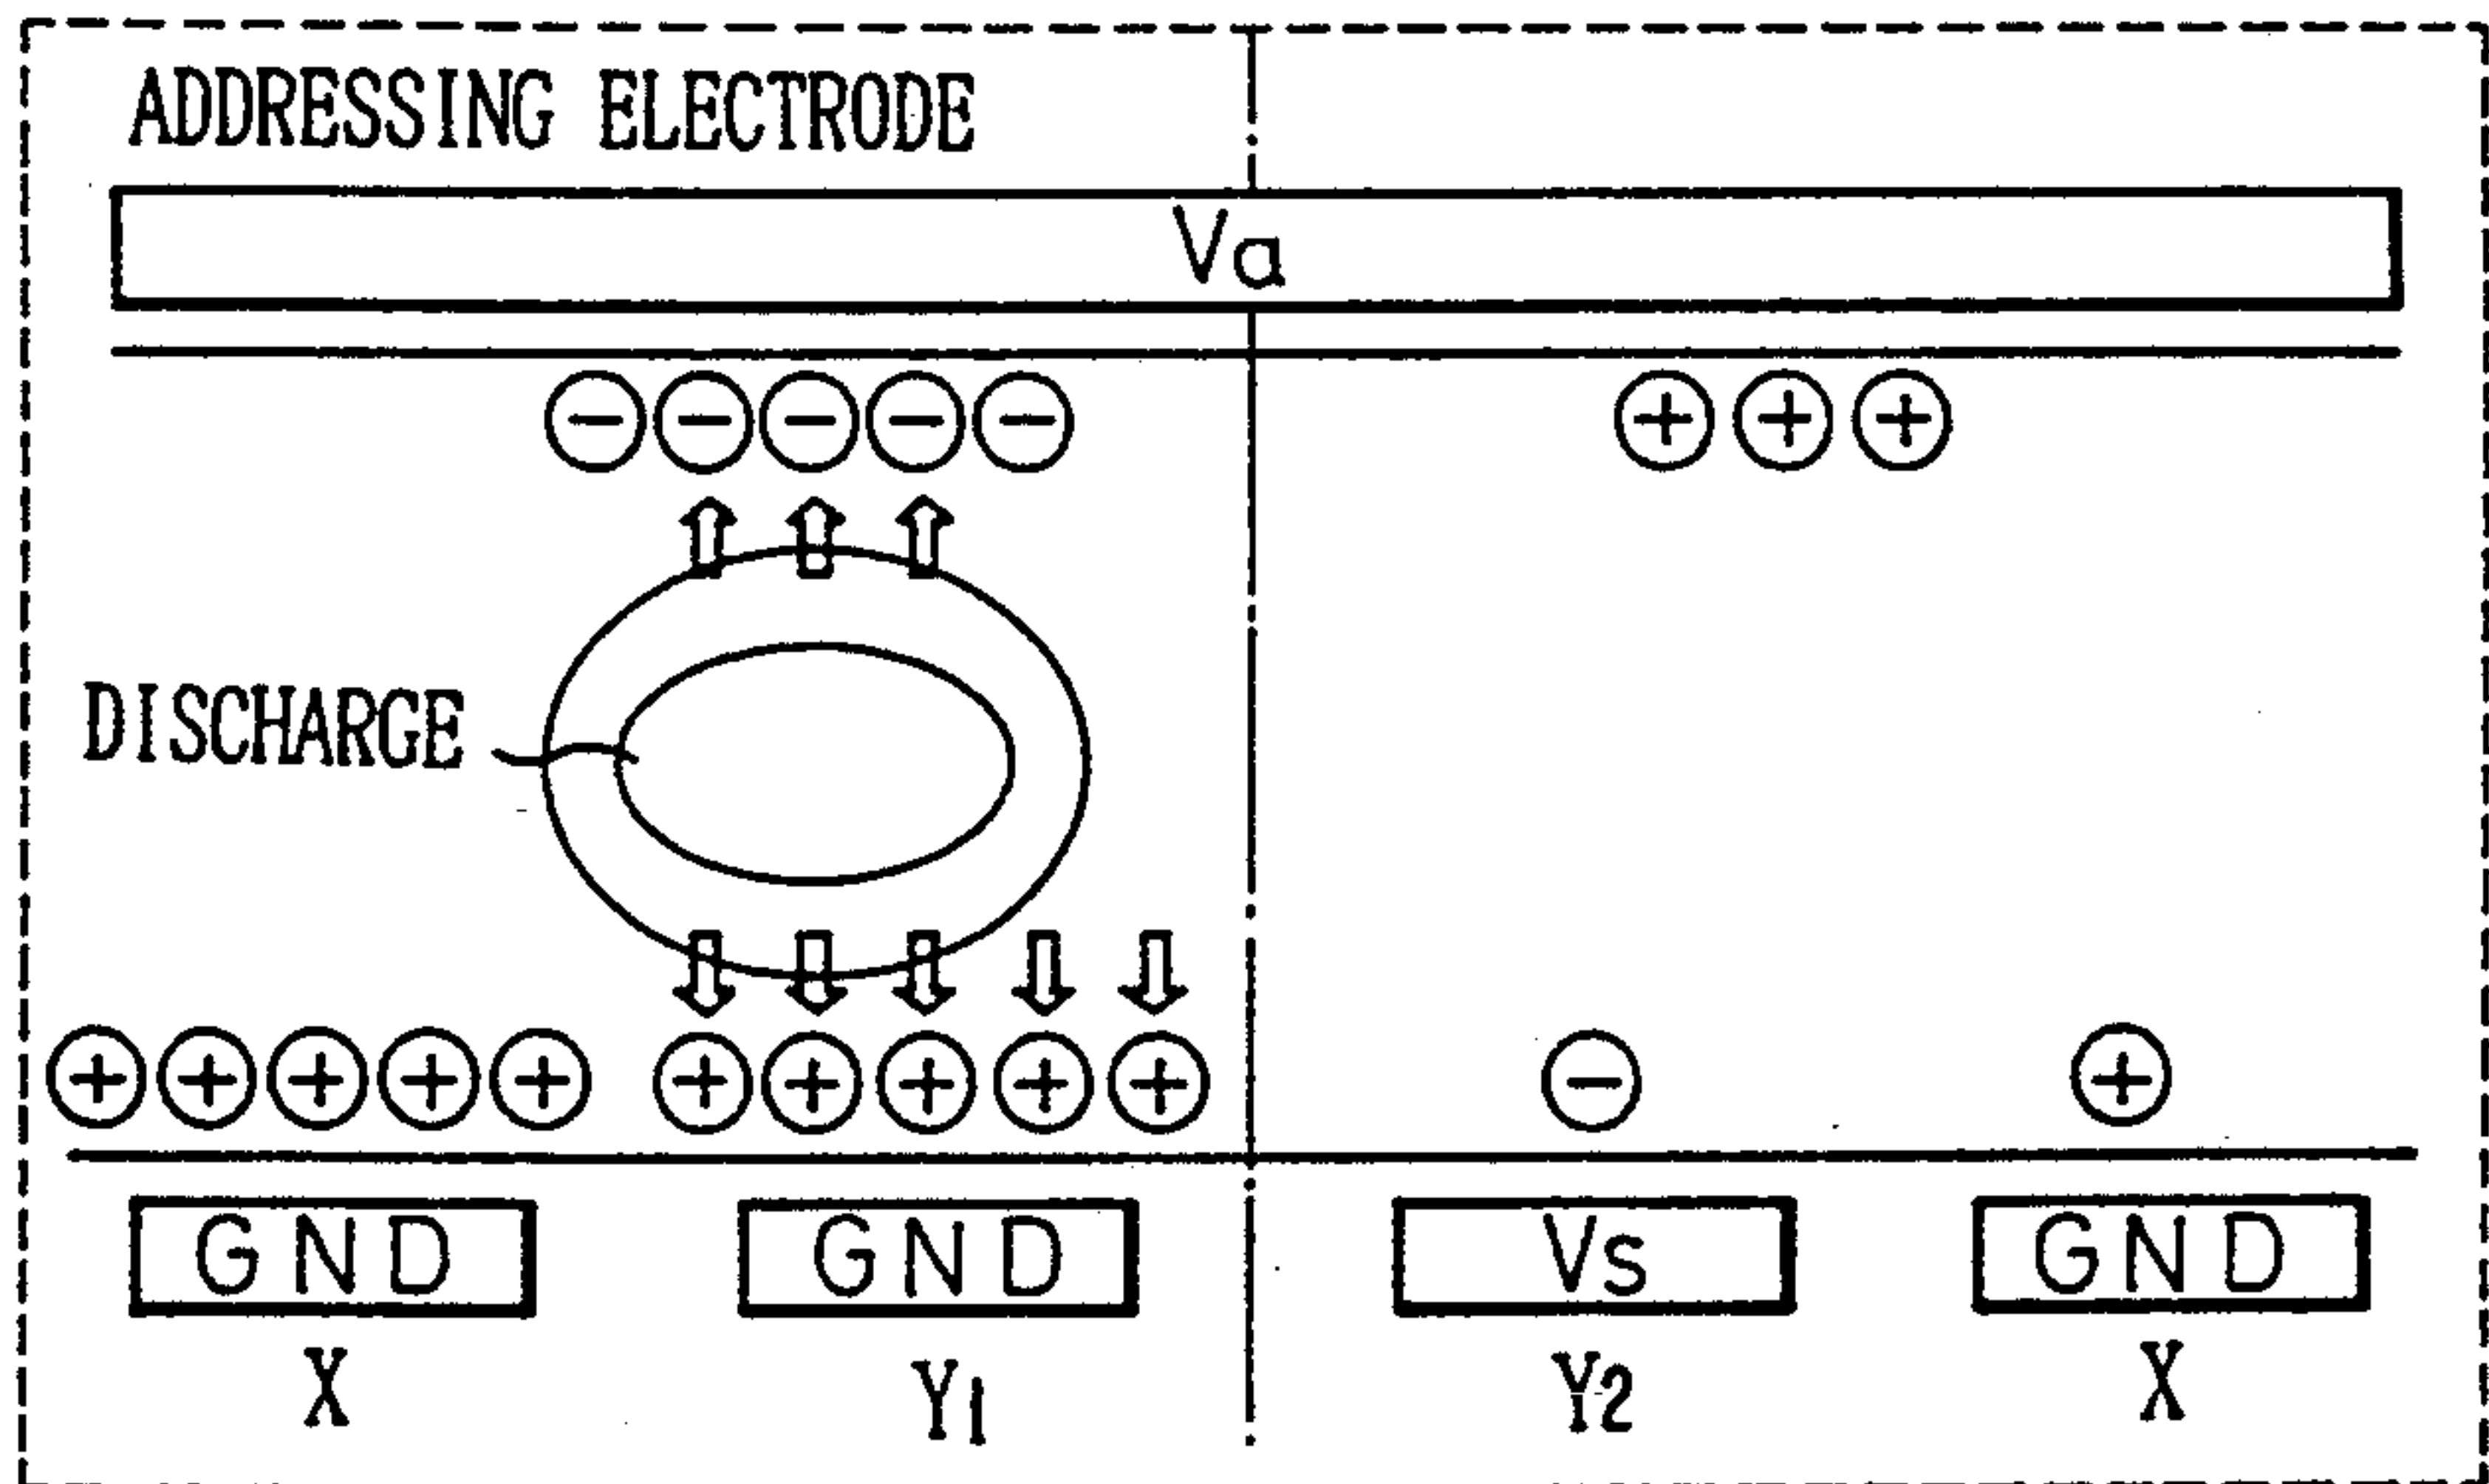 ADDRESSING ELECTRODE
Va
⊖⊖⊖⊖⊖ ⊕⊕⊕
DISCHARGE
⊕⊕⊕⊕⊕ ⊕⊕⊕⊕⊕ ⊖ ⊕
GND GND Vs GND
X Y1 Y2 X